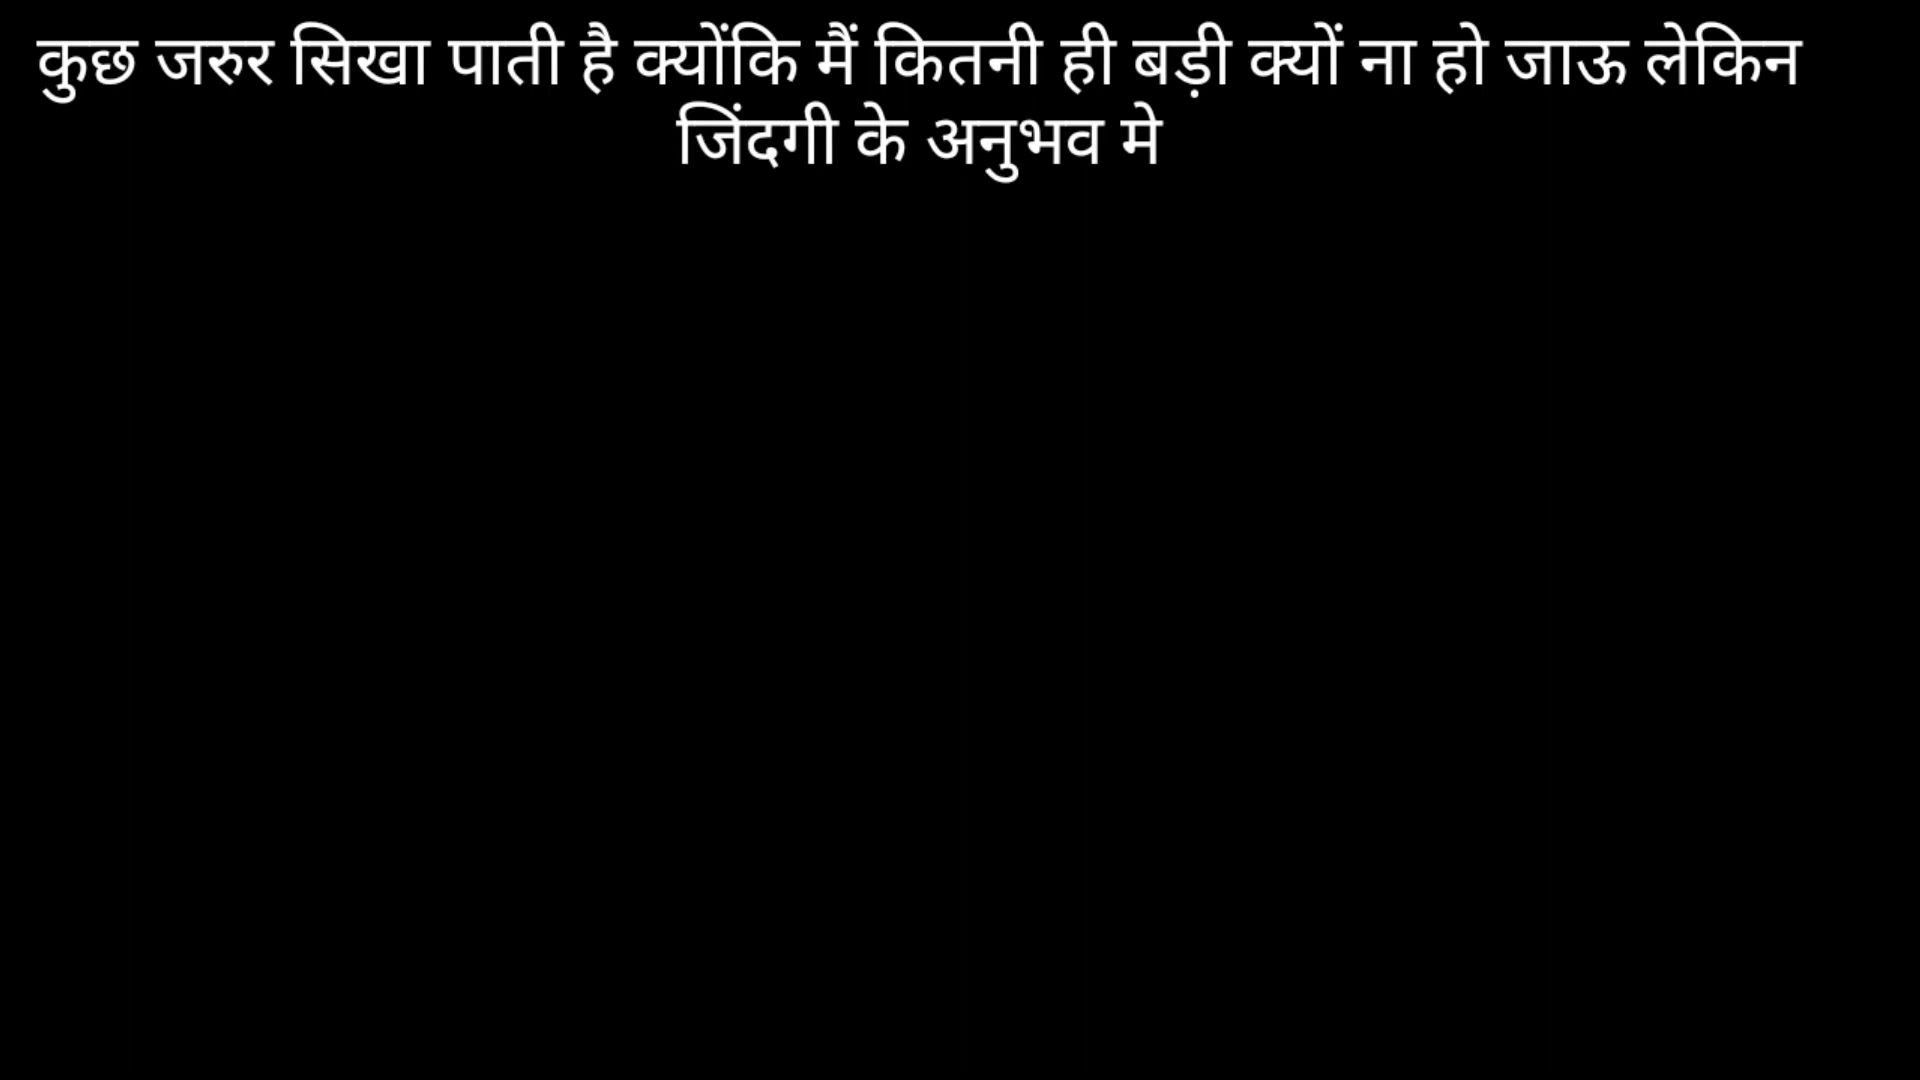 कुछ जरुर सिखा पाती है क्योंकि मैं कितनी ही बड़ी क्यों ना हो जाऊ लेकिन
जिंदगी के अनुभव मे